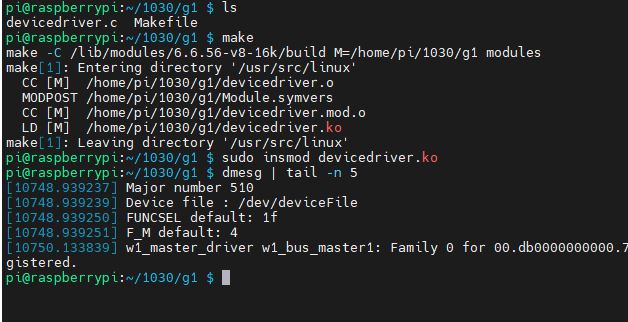 pi@raspberrypi:~/1030/g1 $ ls
devicedriver.c  Makefile
pi@raspberrypi:~/1030/g1 $ make
make -C /lib/modules/6.6.56-v8-16k/build M=/home/pi/1030/g1 modules
make[1]: Entering directory '/usr/src/linux'
  CC [M]  /home/pi/1030/g1/devicedriver.o
  MODPOST /home/pi/1030/g1/Module.symvers
  CC [M]  /home/pi/1030/g1/devicedriver.mod.o
  LD [M]  /home/pi/1030/g1/devicedriver.ko
make[1]: Leaving directory '/usr/src/linux'
pi@raspberrypi:~/1030/g1 $ sudo insmod devicedriver.ko
pi@raspberrypi:~/1030/g1 $ dmesg | tail -n 5
[10748.939237] Major number 510
[10748.939239] Device file : /dev/deviceFile
[10748.939250] FUNCSEL default: 1f
[10748.939251] F_M default: 4
[10750.133839] w1_master_driver w1_bus_master1: Family 0 for 00.db0000000000.7
gistered.
pi@raspberrypi:~/1030/g1 $